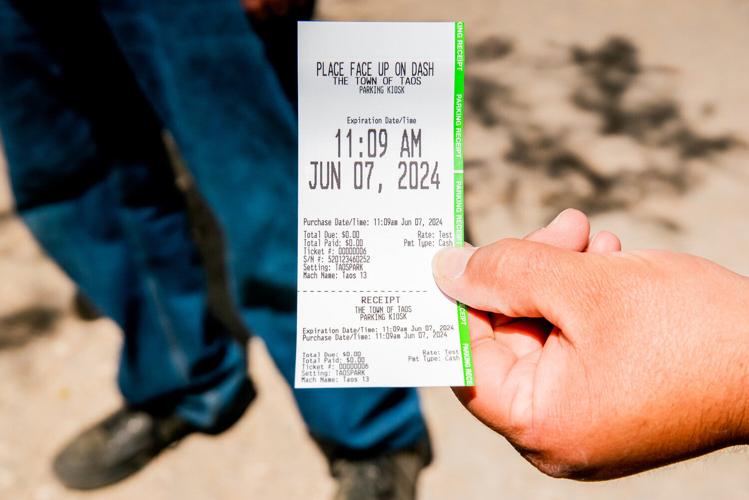 PLACE FACE UP ON DASH
THE TOWN OF TAOS
PARKING KIOSK
Expiration Date/Time
11:09 AM
JUN 07, 2024
Purchase Date/Time: 11:09am Jun 07, 2024
Total Due: $0.00 Rate: Test
Total Paid: $0.00 Pmt Type: Cash
Ticket #: 00000006
S/N #: 520123460252
Setting: TAOSPARK
Mach Name: Taos 13
RECEIPT
THE TOWN OF TAOS
PARKING KIOSK
Expiration Date/Time: 11:09am Jun 07, 2024
Purchase Date/Time: 11:09am Jun 07, 2024
Total Due: $0.00 Rate: Test
Total Paid: $0.00 Pmt Type: Cash
Ticket #: 00000006
Setting: TAOSPARK
Mach Name: Taos 13
RECEIPT
PARKING RECEIPT
PARKING RECEIPT
PARKING